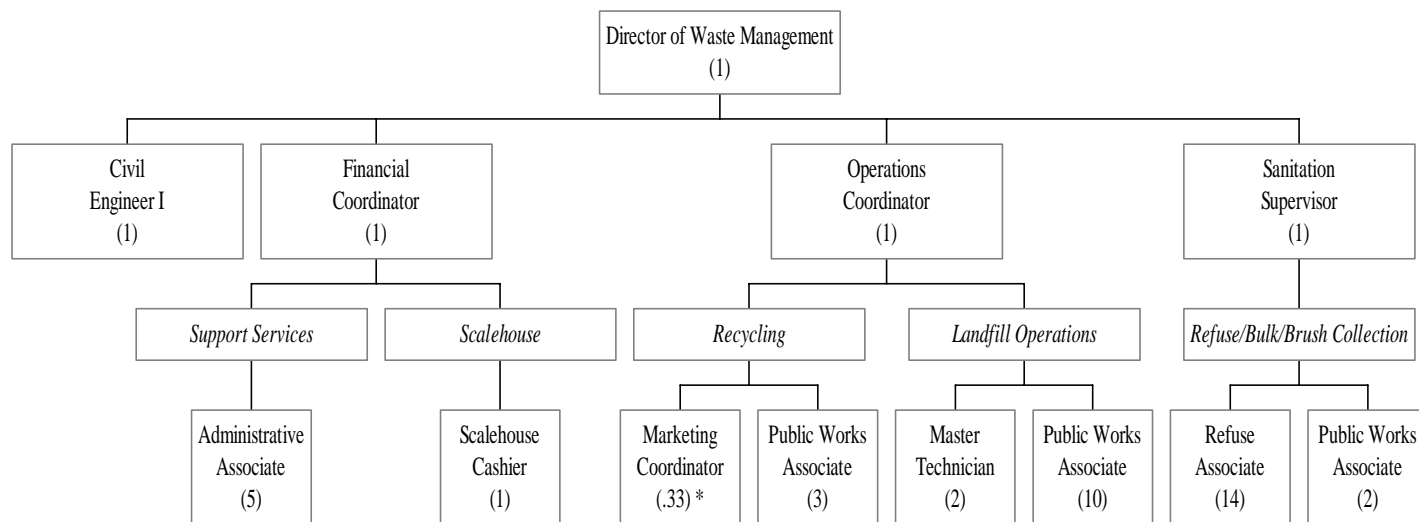 Director of Waste Management
(1)
Civil
Engineer I
(1)
Financial
Coordinator
(1)
Operations
Coordinator
(1)
Sanitation
Supervisor
(1)
Support Services
Scalehouse
Recycling
Landfill Operations
Refuse/Bulk/Brush Collection
Administrative
Associate
(5)
Scalehouse
Cashier
(1)
Marketing
Coordinator
(.33) *
Public Works
Associate
(3)
Master
Technician
(2)
Public Works
Associate
(10)
Refuse
Associate
(14)
Public Works
Associate
(2)